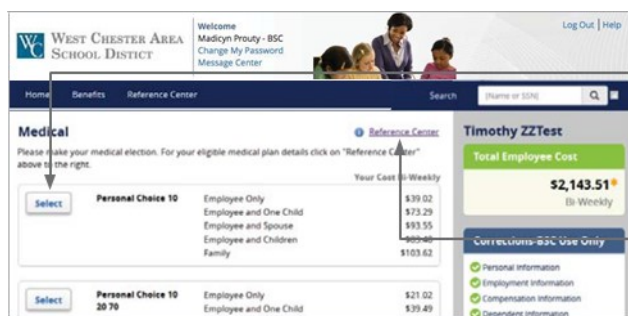 WEST CHESTER AREA
SCHOOL DISTICT
Welcome
Madicyn Prouty - BSC
Change My Password
Message Center
Log Out | Help
Home Benefits Reference Center Search (Name or SSN)
Medical
Reference Center
Please make your medical election. For your eligible medical plan details click on "Reference Center"
above to the right.
Your Cost Bi-Weekly
Select Personal Choice 10 Employee Only $39.02
Employee and One Child $73.29
Employee and Spouse $93.55
Employee and Children
Family $103.62
Select Personal Choice 10 Employee Only $21.02
20 70 Employee and One Child $39.49
Timothy ZZTest
Total Employee Cost
$2,143.51
Bi-Weekly
Corrections-BSC Use Only
Personal Information
Employment Information
Compensation Information
Dependent Information